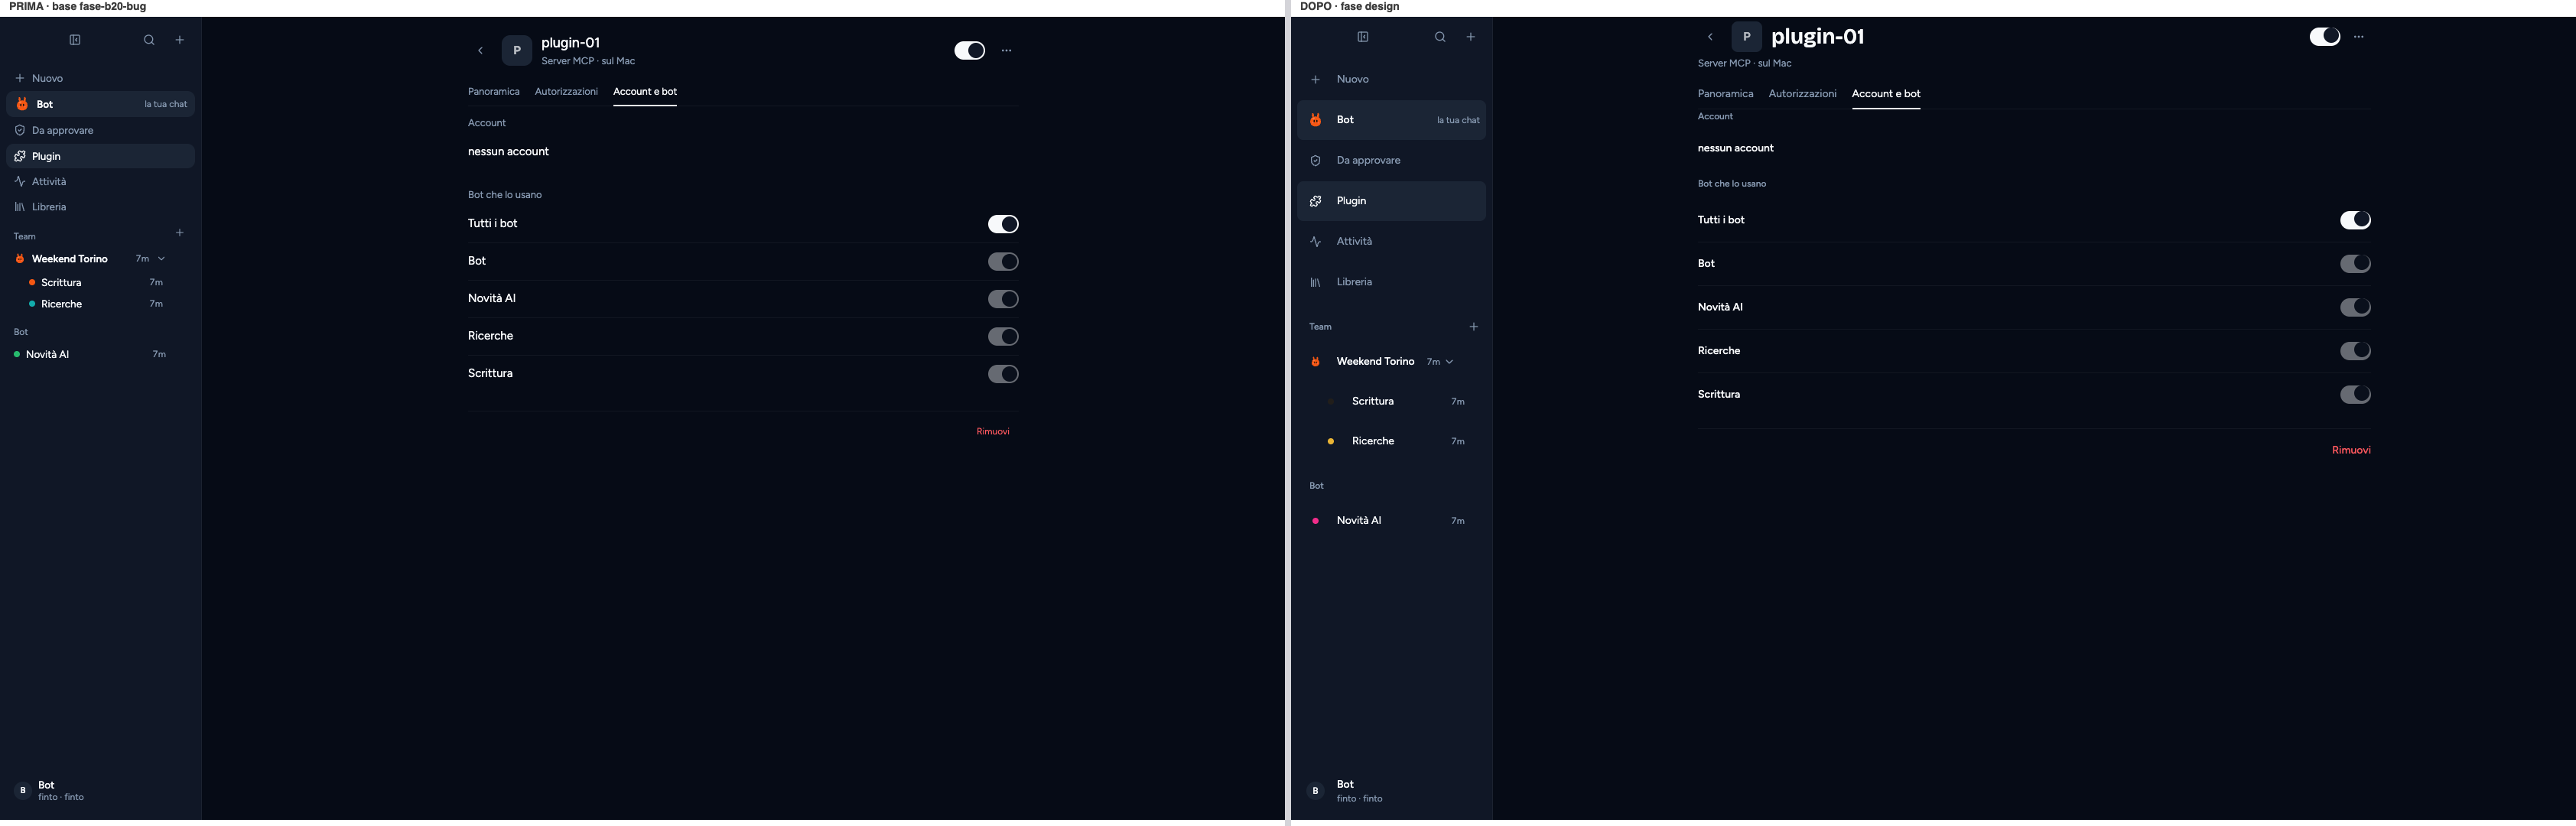 PRIMA · base fase-b20-bug
Nuovo
Bot la tua chat
Da approvare
Plugin
Attività
Libreria
Team
Weekend Torino 7m
Scrittura 7m
Ricerche 7m
Bot
Novità AI 7m
B Bot
finto · finto
P plugin-01
Server MCP · sul Mac
Panoramica Autorizzazioni Account e bot
Account
nessun account
Bot che lo usano
Tutti i bot
Bot
Novità AI
Ricerche
Scrittura
Rimuovi
DOPO · fase design
Nuovo
Bot la tua chat
Da approvare
Plugin
Attività
Libreria
Team
Weekend Torino 7m
Scrittura 7m
Ricerche 7m
Bot
Novità AI 7m
B Bot
finto · finto
P plugin-01
Server MCP · sul Mac
Panoramica Autorizzazioni Account e bot
Account
nessun account
Bot che lo usano
Tutti i bot
Bot
Novità AI
Ricerche
Scrittura
Rimuovi